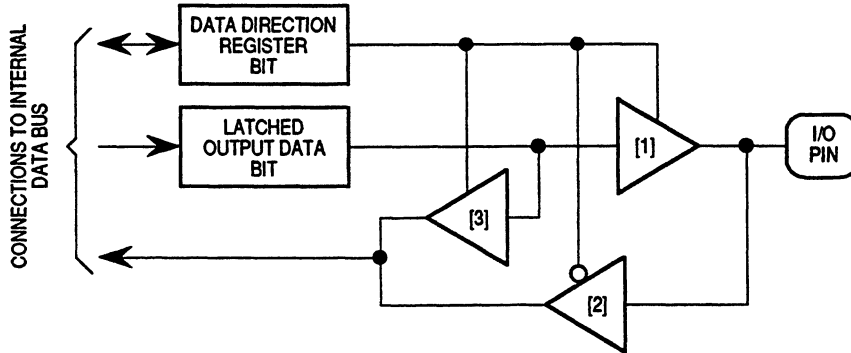 CONNECTIONS TO INTERNAL
DATA BUS
DATA DIRECTION
REGISTER
BIT
LATCHED
OUTPUT DATA
BIT
[1]
I/O
PIN
[3]
[2]